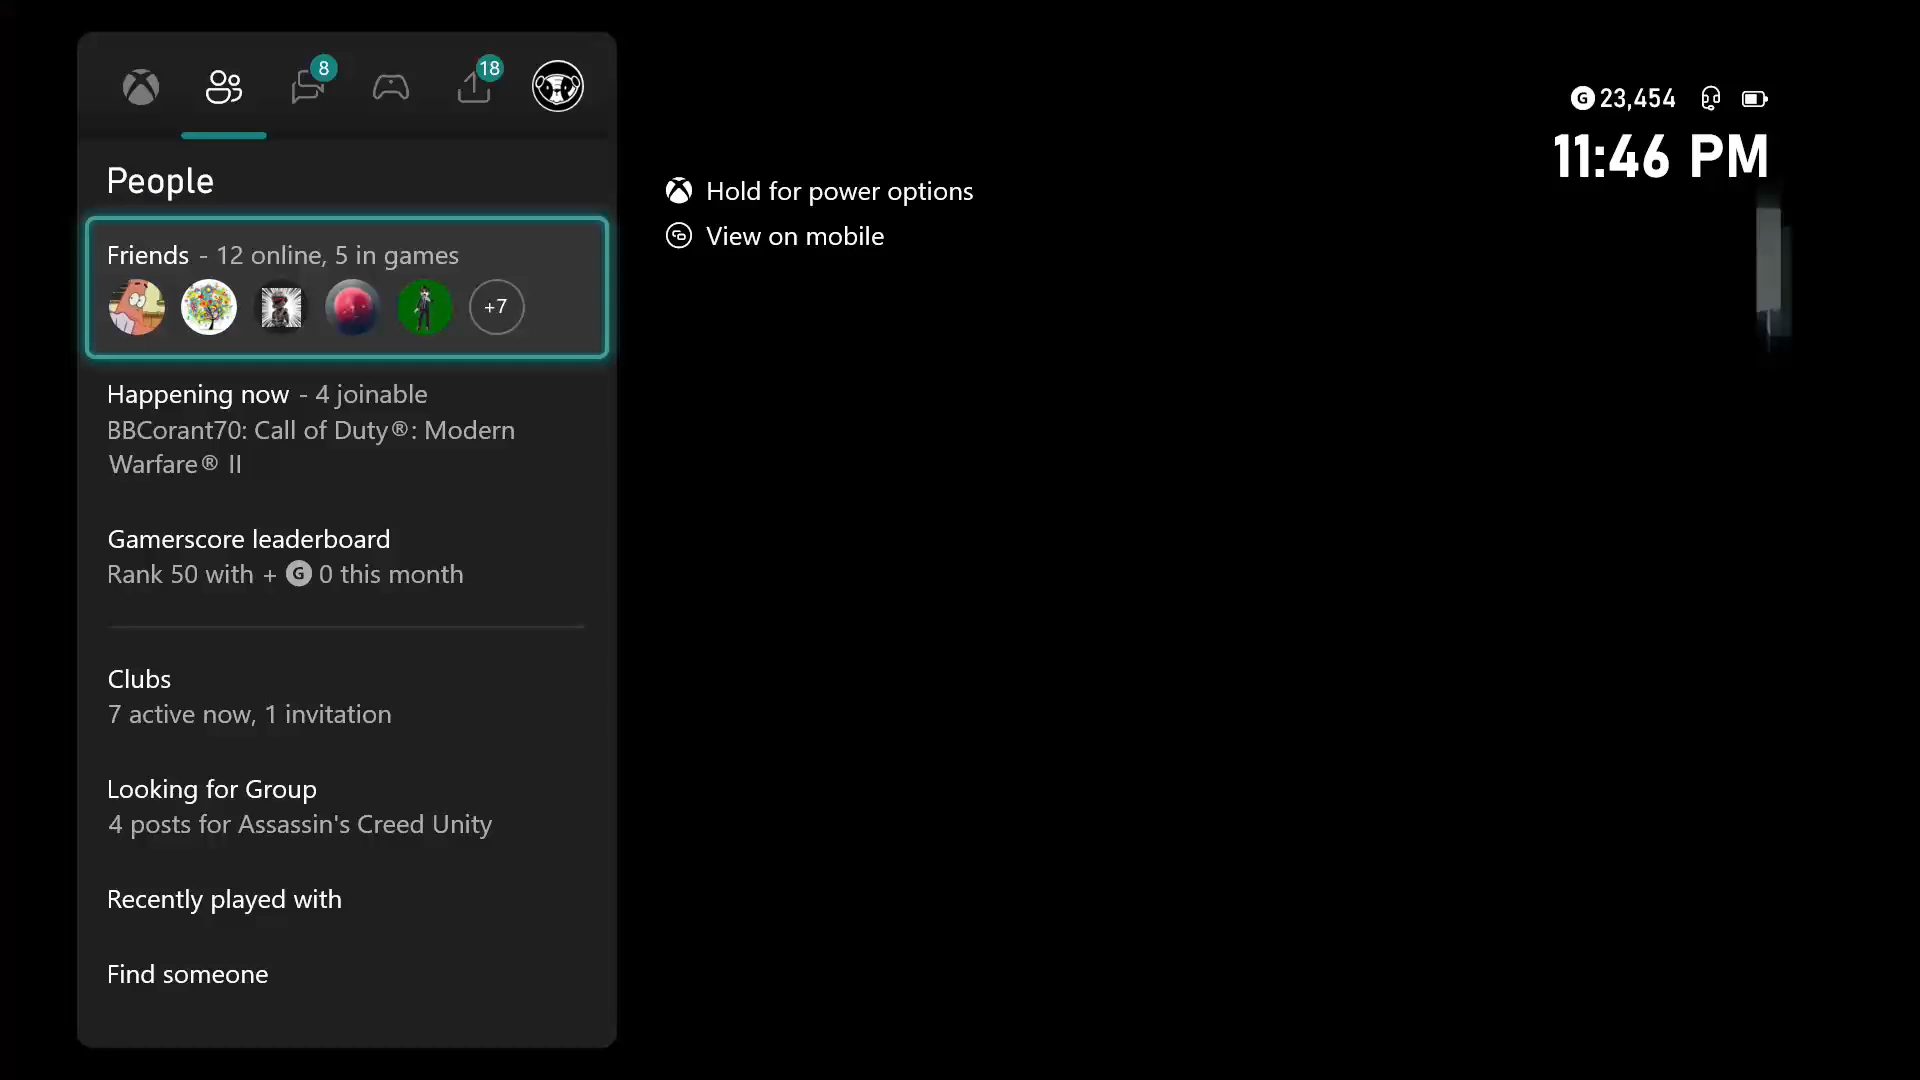 8
18
G 23,454
11:46 PM
People
Hold for power options
View on mobile
Friends - 12 online, 5 in games
+7
Happening now - 4 joinable
BBCorant70: Call of Duty®: Modern
Warfare® II
Gamerscore leaderboard
Rank 50 with + G 0 this month
Clubs
7 active now, 1 invitation
Looking for Group
4 posts for Assassin's Creed Unity
Recently played with
Find someone